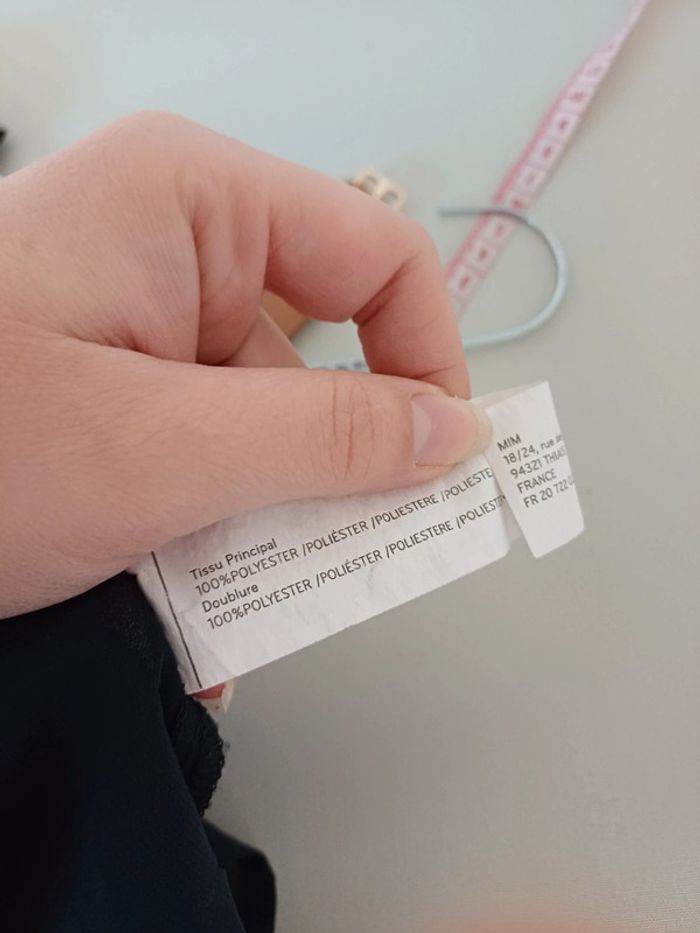 Tissu Principal
100%POLYESTER /POLIÉSTER /POLIESTERE /POLIESTE
Doublure
100%POLYESTER /POLIÉSTER /POLIESTERE /POLIEST
MIM
18/24, rue
94321 THIAIS
FRANCE
FR 20 722